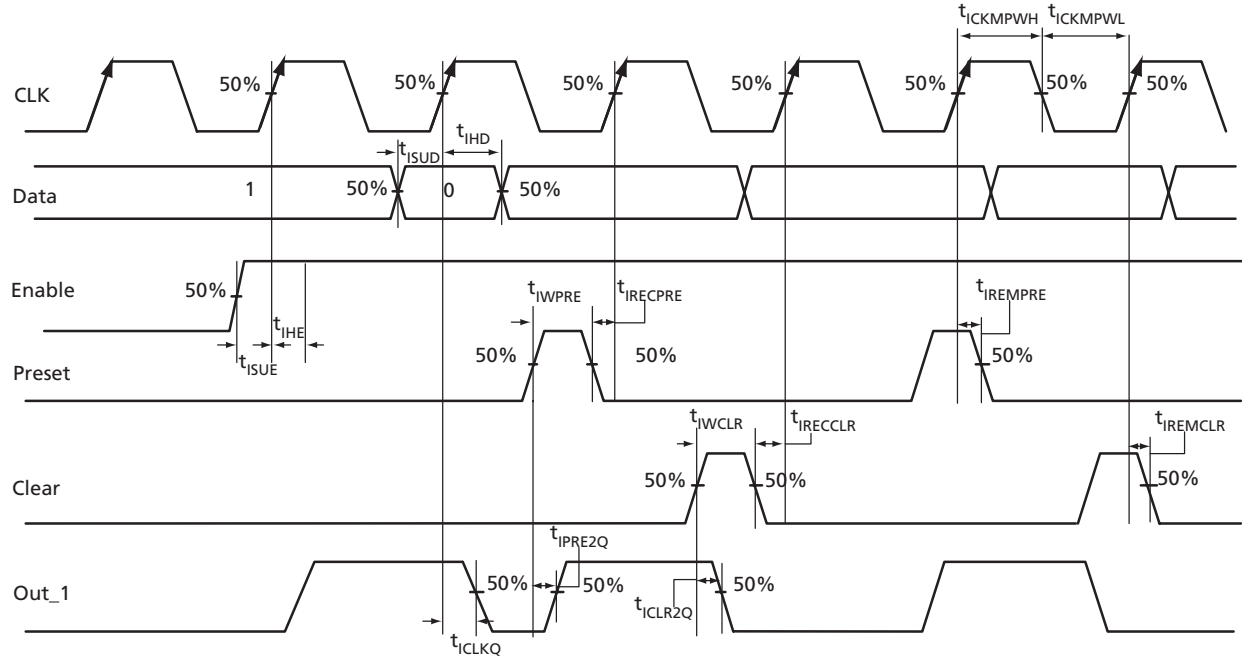 tICKMPWH tICKMPWL
CLK 50% 50% 50% 50% 50% 50% 50%
tISUD tIHD
Data 1 50% 0 50%
Enable 50% tIWPRE tIRECPRE tIREMPRE
tIHE
tISUE
Preset 50% 50% 50%
tIWCLR tIRECCLR tIREMCLR
Clear 50% 50% 50%
tIPRE2Q
Out_1 50% 50% tICLR2Q 50%
tICLKQ